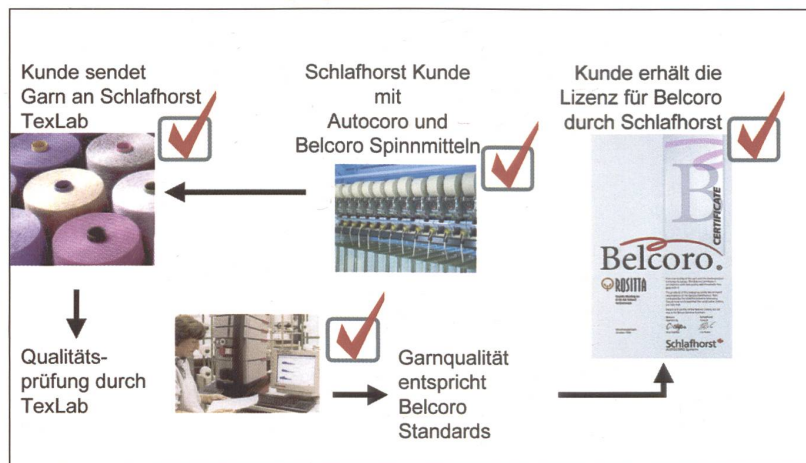 Kunde sendet
Garn an Schlafhorst
TexLab
Schlafhorst Kunde
mit
Autocoro und
Belcoro Spinnmitteln
Kunde erhält die
Lizenz für Belcoro
durch Schlafhorst
B
CERTIFICATE
Belcoro.
ROSITTA
Schlafhorst
Qualitäts-
prüfung durch
TexLab
Garnqualität
entspricht
Belcoro
Standards